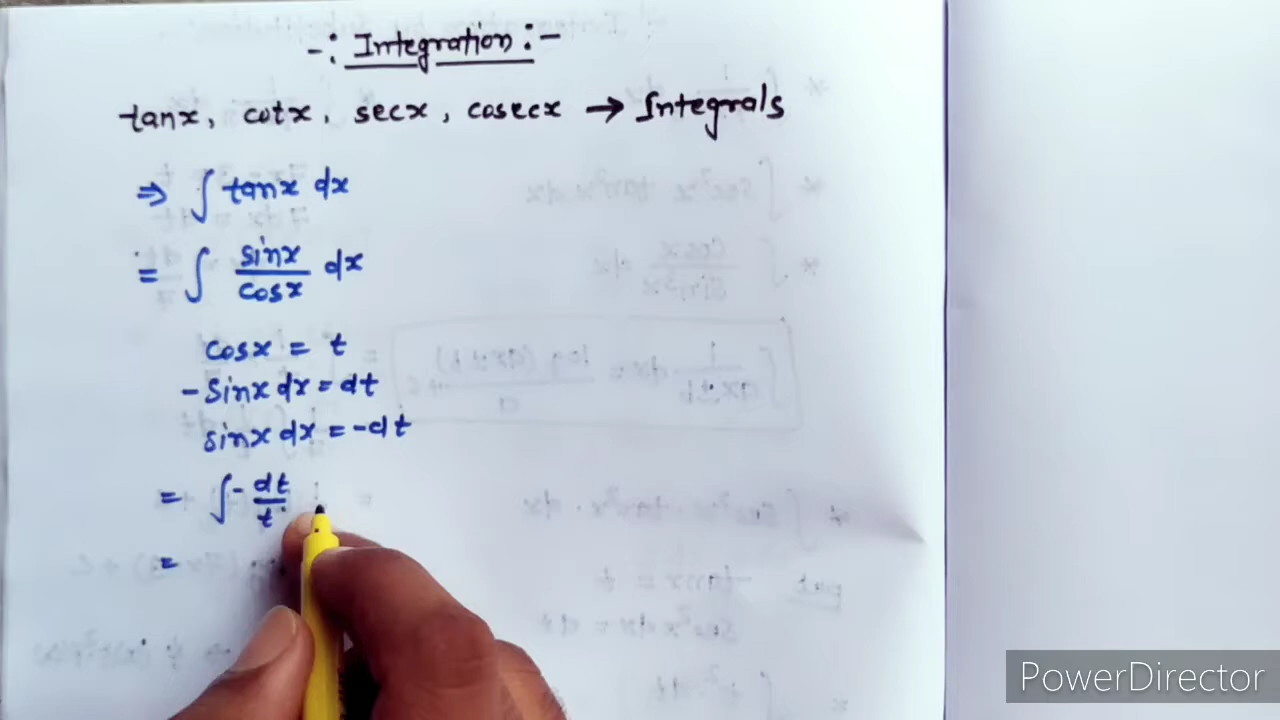 -: Integration :-
tanx, cotx, secx, cosecx → Integrals
⇒ ∫ tanx dx
= ∫ sinx/cosx dx
cosx = t
-sinx dx = dt
sinx dx = -dt
= ∫ - dt/t
=
PowerDirector